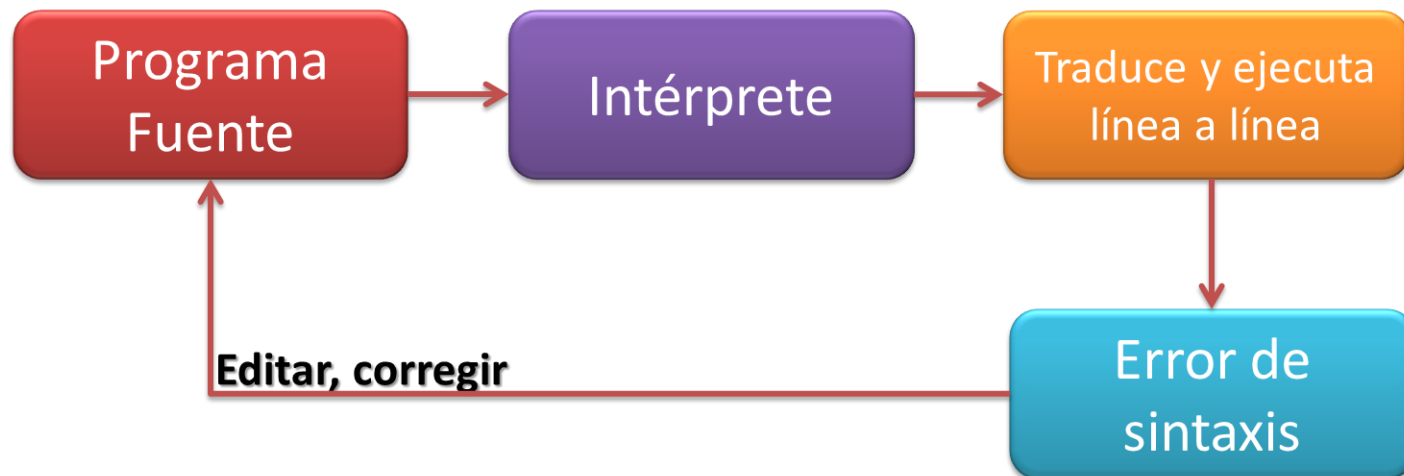 Programa
Fuente
Intérprete
Traduce y ejecuta
línea a línea
Editar, corregir
Error de
sintaxis